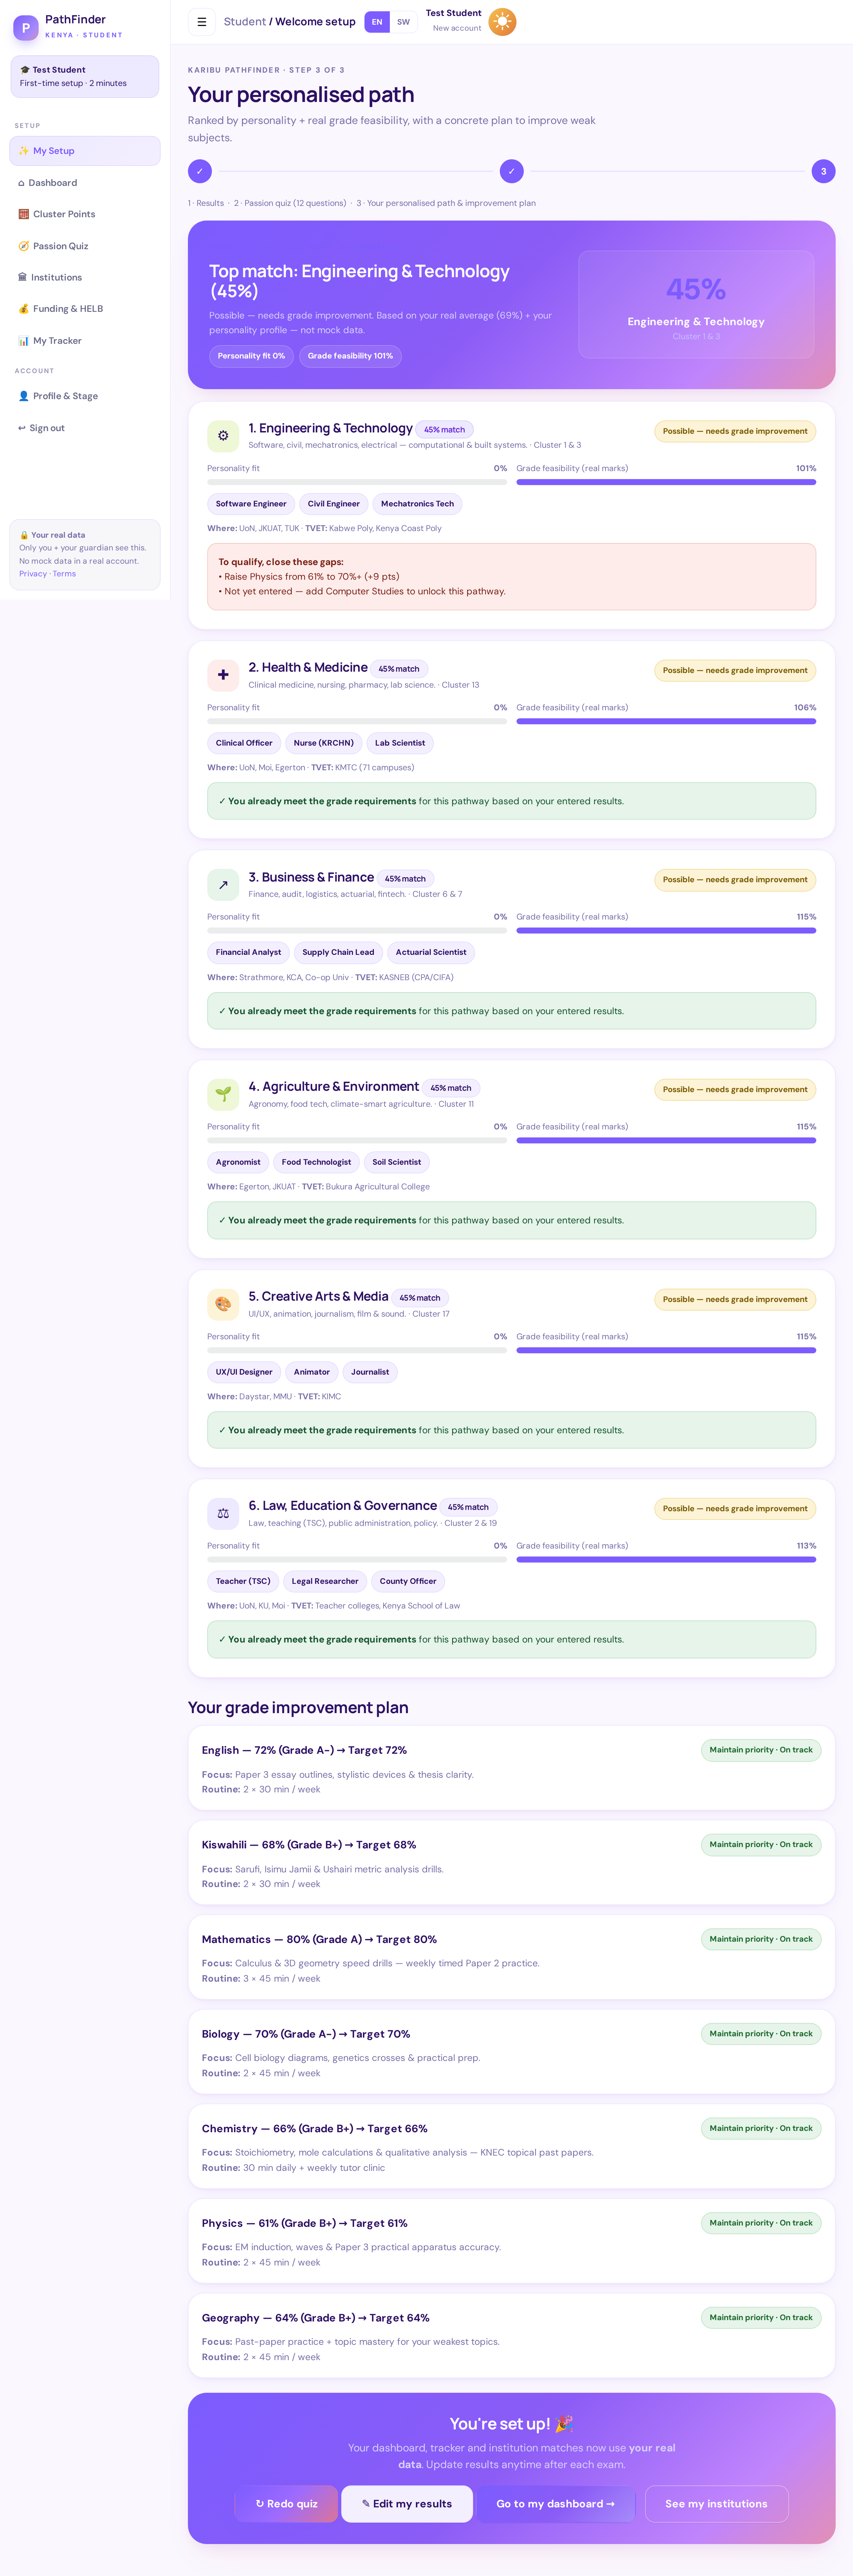 P
PathFinder
KENYA · STUDENT
🎓 Test Student
First-time setup · 2 minutes
SETUP
✨ My Setup
⌂ Dashboard
🧮 Cluster Points
🧭 Passion Quiz
🏛 Institutions
💰 Funding & HELB
📊 My Tracker
ACCOUNT
👤 Profile & Stage
↩ Sign out
🔒 Your real data
Only you + your guardian see this.
No mock data in a real account.
Privacy · Terms
☰ Student / Welcome setup EN SW Test Student
New account
KARIBU PATHFINDER · STEP 3 OF 3
Your personalised path
Ranked by personality + real grade feasibility, with a concrete plan to improve weak
subjects.
✓ ✓ 3
1 · Results · 2 · Passion quiz (12 questions) · 3 · Your personalised path & improvement plan
Top match: Engineering & Technology
(45%)
Possible — needs grade improvement. Based on your real average (69%) + your
personality profile — not mock data.
Personality fit 0% Grade feasibility 101%
45%
Engineering & Technology
Cluster 1 & 3
⚙ 1. Engineering & Technology 45% match Possible — needs grade improvement
Software, civil, mechatronics, electrical — computational & built systems. · Cluster 1 & 3
Personality fit 0% Grade feasibility (real marks) 101%
Software Engineer Civil Engineer Mechatronics Tech
Where: UoN, JKUAT, TUK · TVET: Kabwe Poly, Kenya Coast Poly
To qualify, close these gaps:
• Raise Physics from 61% to 70%+ (+9 pts)
• Not yet entered — add Computer Studies to unlock this pathway.
✚ 2. Health & Medicine 45% match Possible — needs grade improvement
Clinical medicine, nursing, pharmacy, lab science. · Cluster 13
Personality fit 0% Grade feasibility (real marks) 106%
Clinical Officer Nurse (KRCHN) Lab Scientist
Where: UoN, Moi, Egerton · TVET: KMTC (71 campuses)
✓ You already meet the grade requirements for this pathway based on your entered results.
↗ 3. Business & Finance 45% match Possible — needs grade improvement
Finance, audit, logistics, actuarial, fintech. · Cluster 6 & 7
Personality fit 0% Grade feasibility (real marks) 115%
Financial Analyst Supply Chain Lead Actuarial Scientist
Where: Strathmore, KCA, Co-op Univ · TVET: KASNEB (CPA/CIFA)
✓ You already meet the grade requirements for this pathway based on your entered results.
🌱 4. Agriculture & Environment 45% match Possible — needs grade improvement
Agronomy, food tech, climate-smart agriculture. · Cluster 11
Personality fit 0% Grade feasibility (real marks) 115%
Agronomist Food Technologist Soil Scientist
Where: Egerton, JKUAT · TVET: Bukura Agricultural College
✓ You already meet the grade requirements for this pathway based on your entered results.
🎨 5. Creative Arts & Media 45% match Possible — needs grade improvement
UI/UX, animation, journalism, film & sound. · Cluster 17
Personality fit 0% Grade feasibility (real marks) 115%
UX/UI Designer Animator Journalist
Where: Daystar, MMU · TVET: KIMC
✓ You already meet the grade requirements for this pathway based on your entered results.
⚖ 6. Law, Education & Governance 45% match Possible — needs grade improvement
Law, teaching (TSC), public administration, policy. · Cluster 2 & 19
Personality fit 0% Grade feasibility (real marks) 113%
Teacher (TSC) Legal Researcher County Officer
Where: UoN, KU, Moi · TVET: Teacher colleges, Kenya School of Law
✓ You already meet the grade requirements for this pathway based on your entered results.
Your grade improvement plan
English — 72% (Grade A-) → Target 72% Maintain priority · On track
Focus: Paper 3 essay outlines, stylistic devices & thesis clarity.
Routine: 2 × 30 min / week
Kiswahili — 68% (Grade B+) → Target 68% Maintain priority · On track
Focus: Sarufi, Isimu Jamii & Ushairi metric analysis drills.
Routine: 2 × 30 min / week
Mathematics — 80% (Grade A) → Target 80% Maintain priority · On track
Focus: Calculus & 3D geometry speed drills — weekly timed Paper 2 practice.
Routine: 3 × 45 min / week
Biology — 70% (Grade A-) → Target 70% Maintain priority · On track
Focus: Cell biology diagrams, genetics crosses & practical prep.
Routine: 2 × 45 min / week
Chemistry — 66% (Grade B+) → Target 66% Maintain priority · On track
Focus: Stoichiometry, mole calculations & qualitative analysis — KNEC topical past papers.
Routine: 30 min daily + weekly tutor clinic
Physics — 61% (Grade B+) → Target 61% Maintain priority · On track
Focus: EM induction, waves & Paper 3 practical apparatus accuracy.
Routine: 2 × 45 min / week
Geography — 64% (Grade B+) → Target 64% Maintain priority · On track
Focus: Past-paper practice + topic mastery for your weakest topics.
Routine: 2 × 45 min / week
You're set up! 🎉
Your dashboard, tracker and institution matches now use your real
data. Update results anytime after each exam.
↻ Redo quiz ✎ Edit my results Go to my dashboard → See my institutions